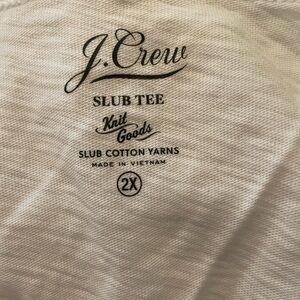 J.Crew
SLUB TEE
Knit
Goods
SLUB COTTON YARNS
MADE IN VIETNAM
2X